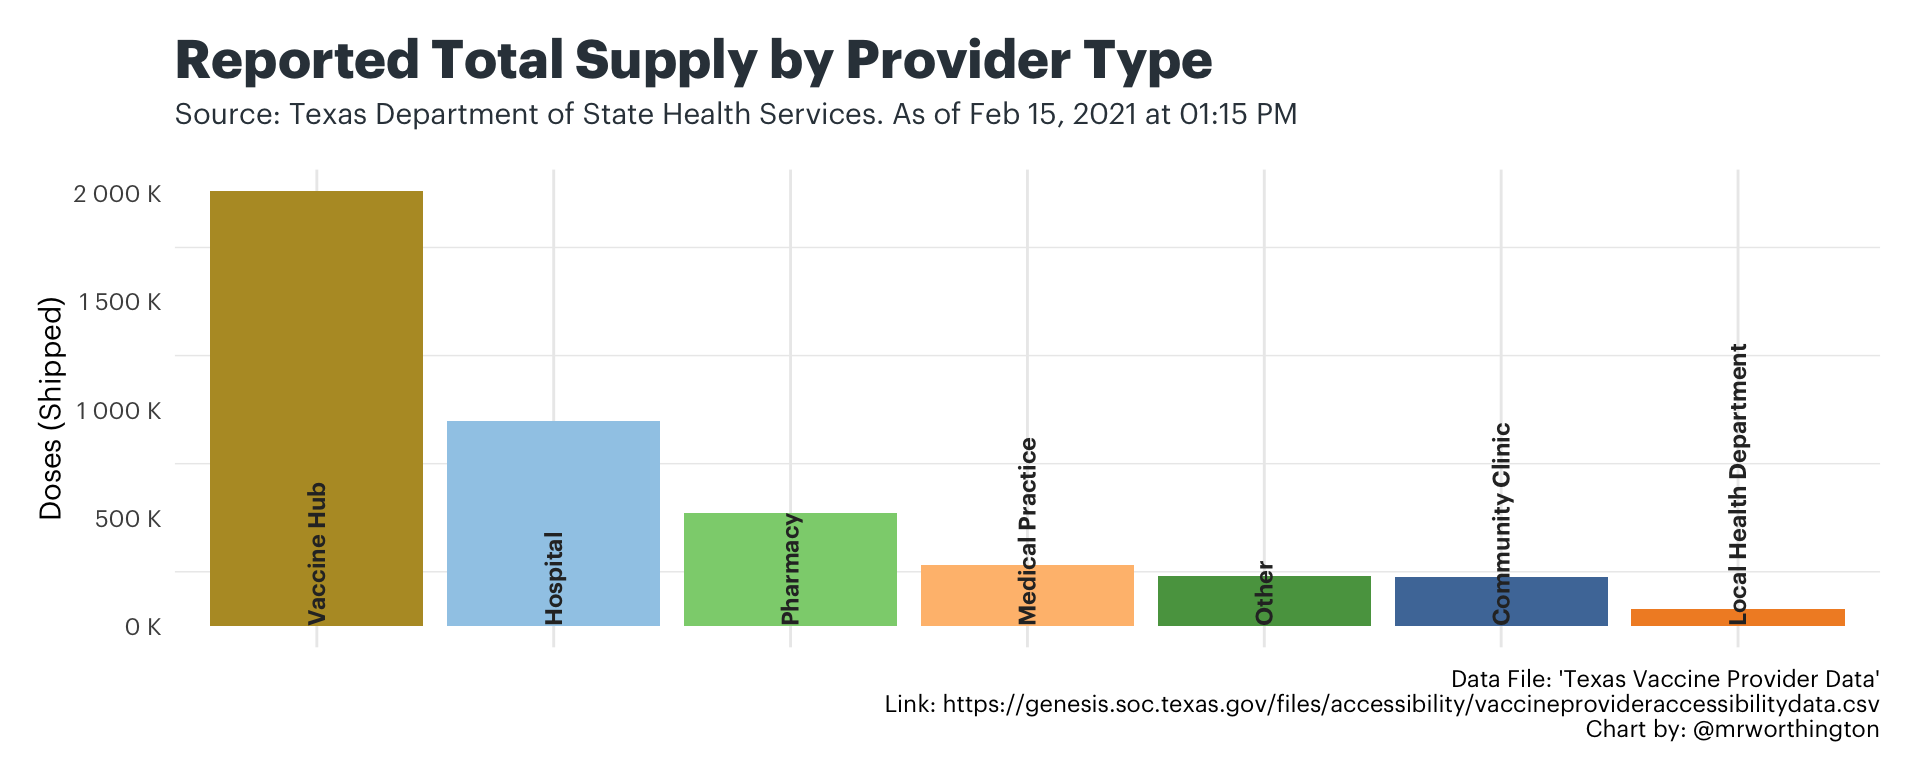 Reported Total Supply by Provider Type
Source: Texas Department of State Health Services. As of Feb 15, 2021 at 01:15 PM
Doses (Shipped)
2 000 K
1 500 K
1 000 K
500 K
0 K
Vaccine Hub
Hospital
Pharmacy
Medical Practice
Other
Community Clinic
Local Health Department
Data File: 'Texas Vaccine Provider Data'
Link: https://genesis.soc.texas.gov/files/accessibility/vaccineprovideraccessibilitydata.csv
Chart by: @mrworthington